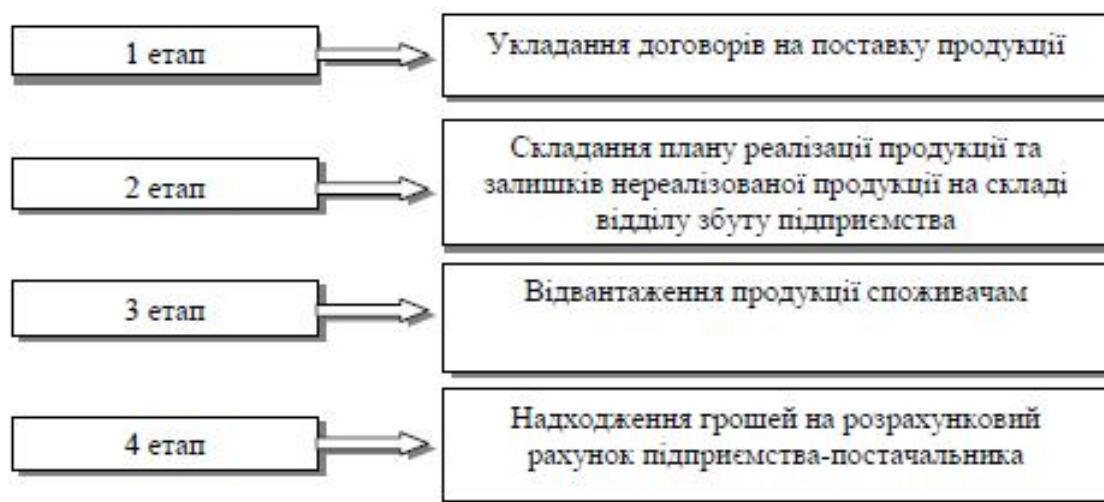 1 етап
Укладання договорів на поставку продукції
2 етап
Складання плану реалізації продукції та
залишків нереалізованої продукції на складі
відділу збуту підприємства
3 етап
Відвантаження продукції споживачам
4 етап
Надходження грошей на розрахунковий
рахунок підприємства-постачальника